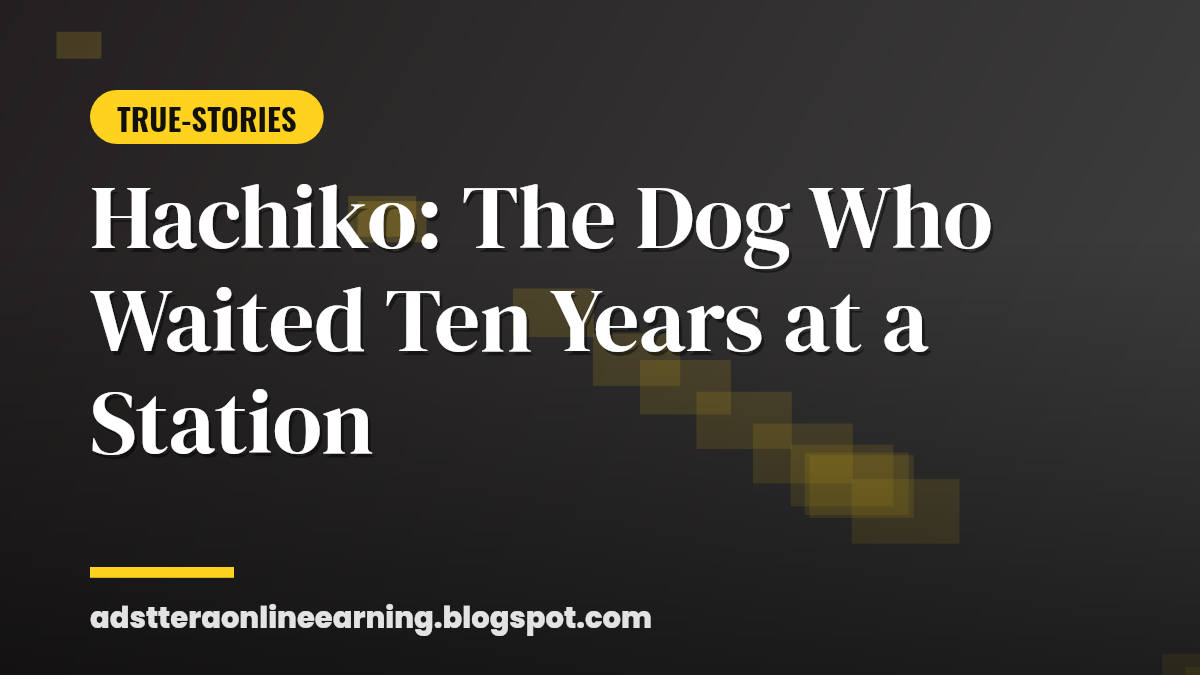 TRUE-STORIES
Hachiko: The Dog Who
Waited Ten Years at a
Station
adstteraonlineearning.blogspot.com